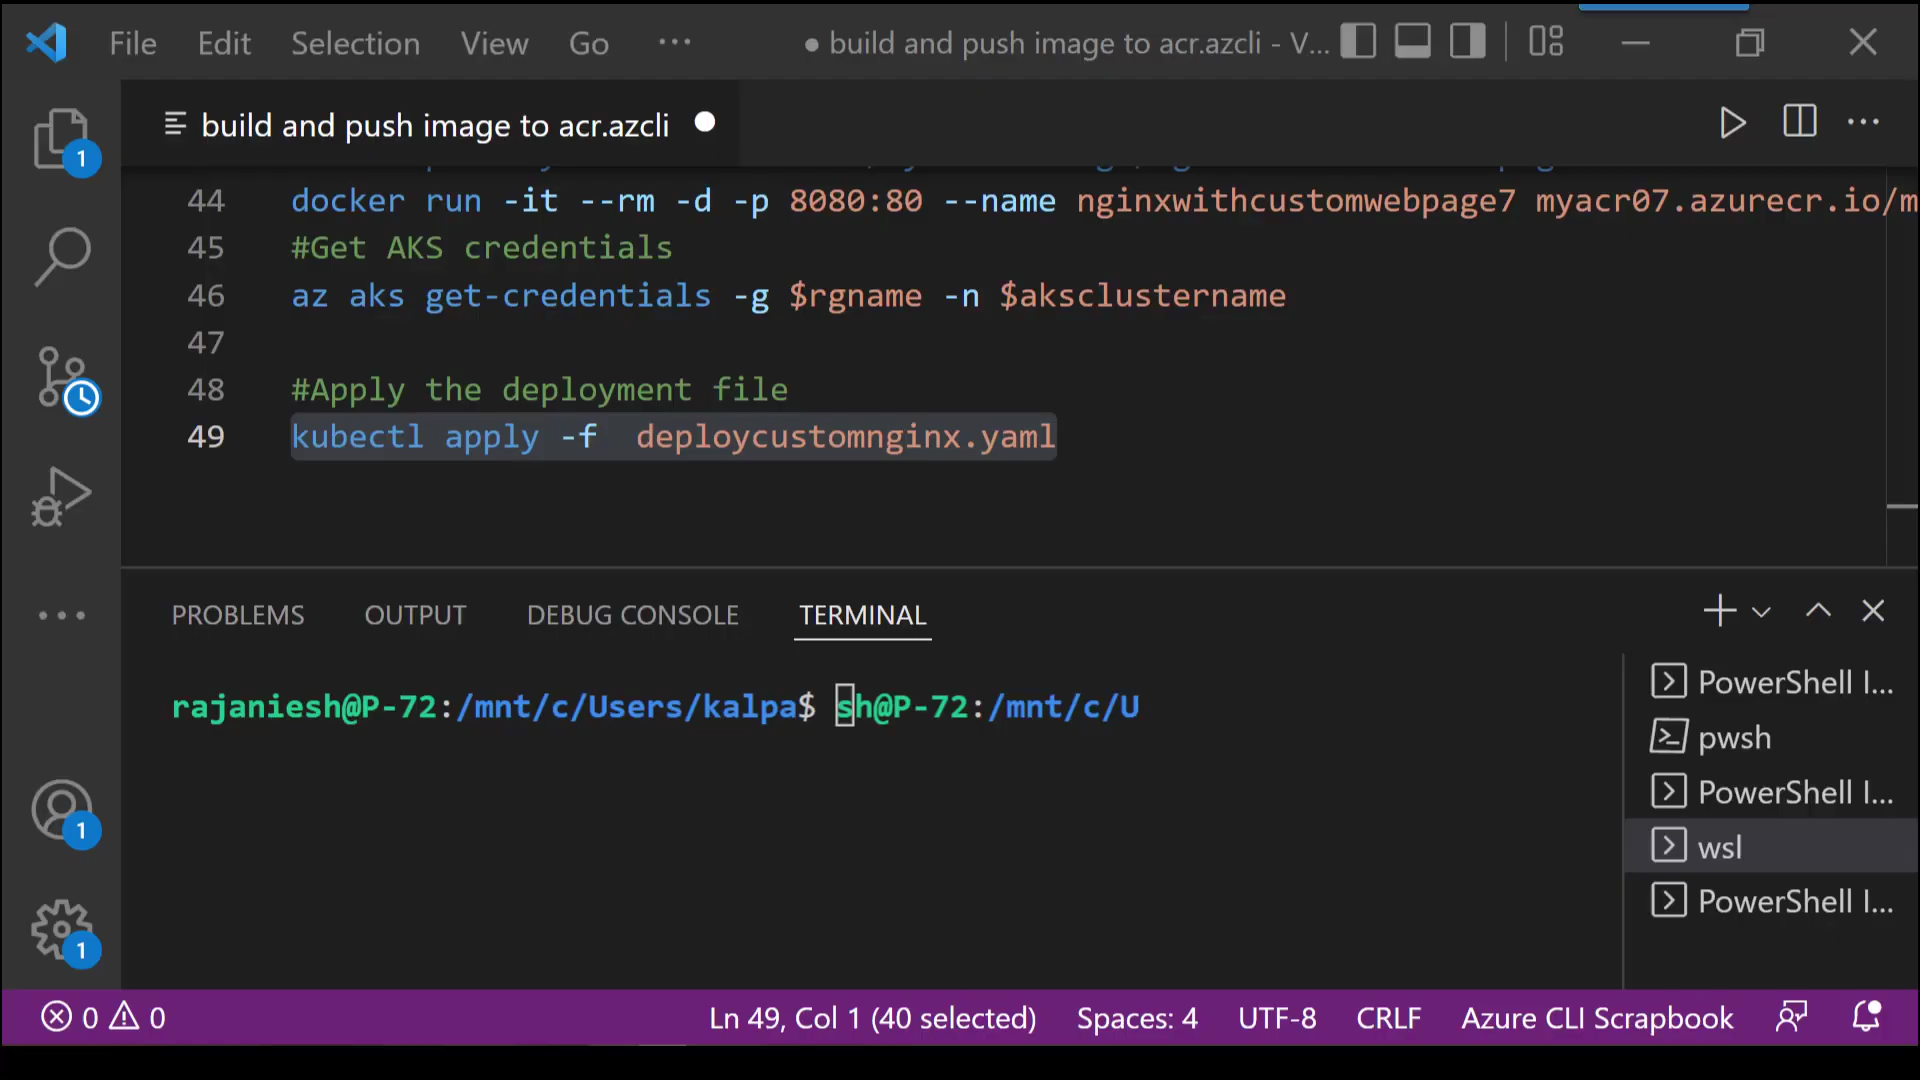 File Edit Selection View Go ··· ● build and push image to acr.azcli - V...
build and push image to acr.azcli ●
44 docker run -it --rm -d -p 8080:80 --name nginxwithcustomwebpage7 myacr07.azurecr.io/m
45 #Get AKS credentials
46 az aks get-credentials -g $rgname -n $aksclustername
47
48 #Apply the deployment file
49 kubectl apply -f  deploycustomnginx.yaml
1
1
1
PROBLEMS OUTPUT DEBUG CONSOLE TERMINAL
rajaniesh@P-72:/mnt/c/Users/kalpa$ sh@P-72:/mnt/c/U
PowerShell I...
pwsh
PowerShell I...
wsl
PowerShell I...
0 0 Ln 49, Col 1 (40 selected) Spaces: 4 UTF-8 CRLF Azure CLI Scrapbook